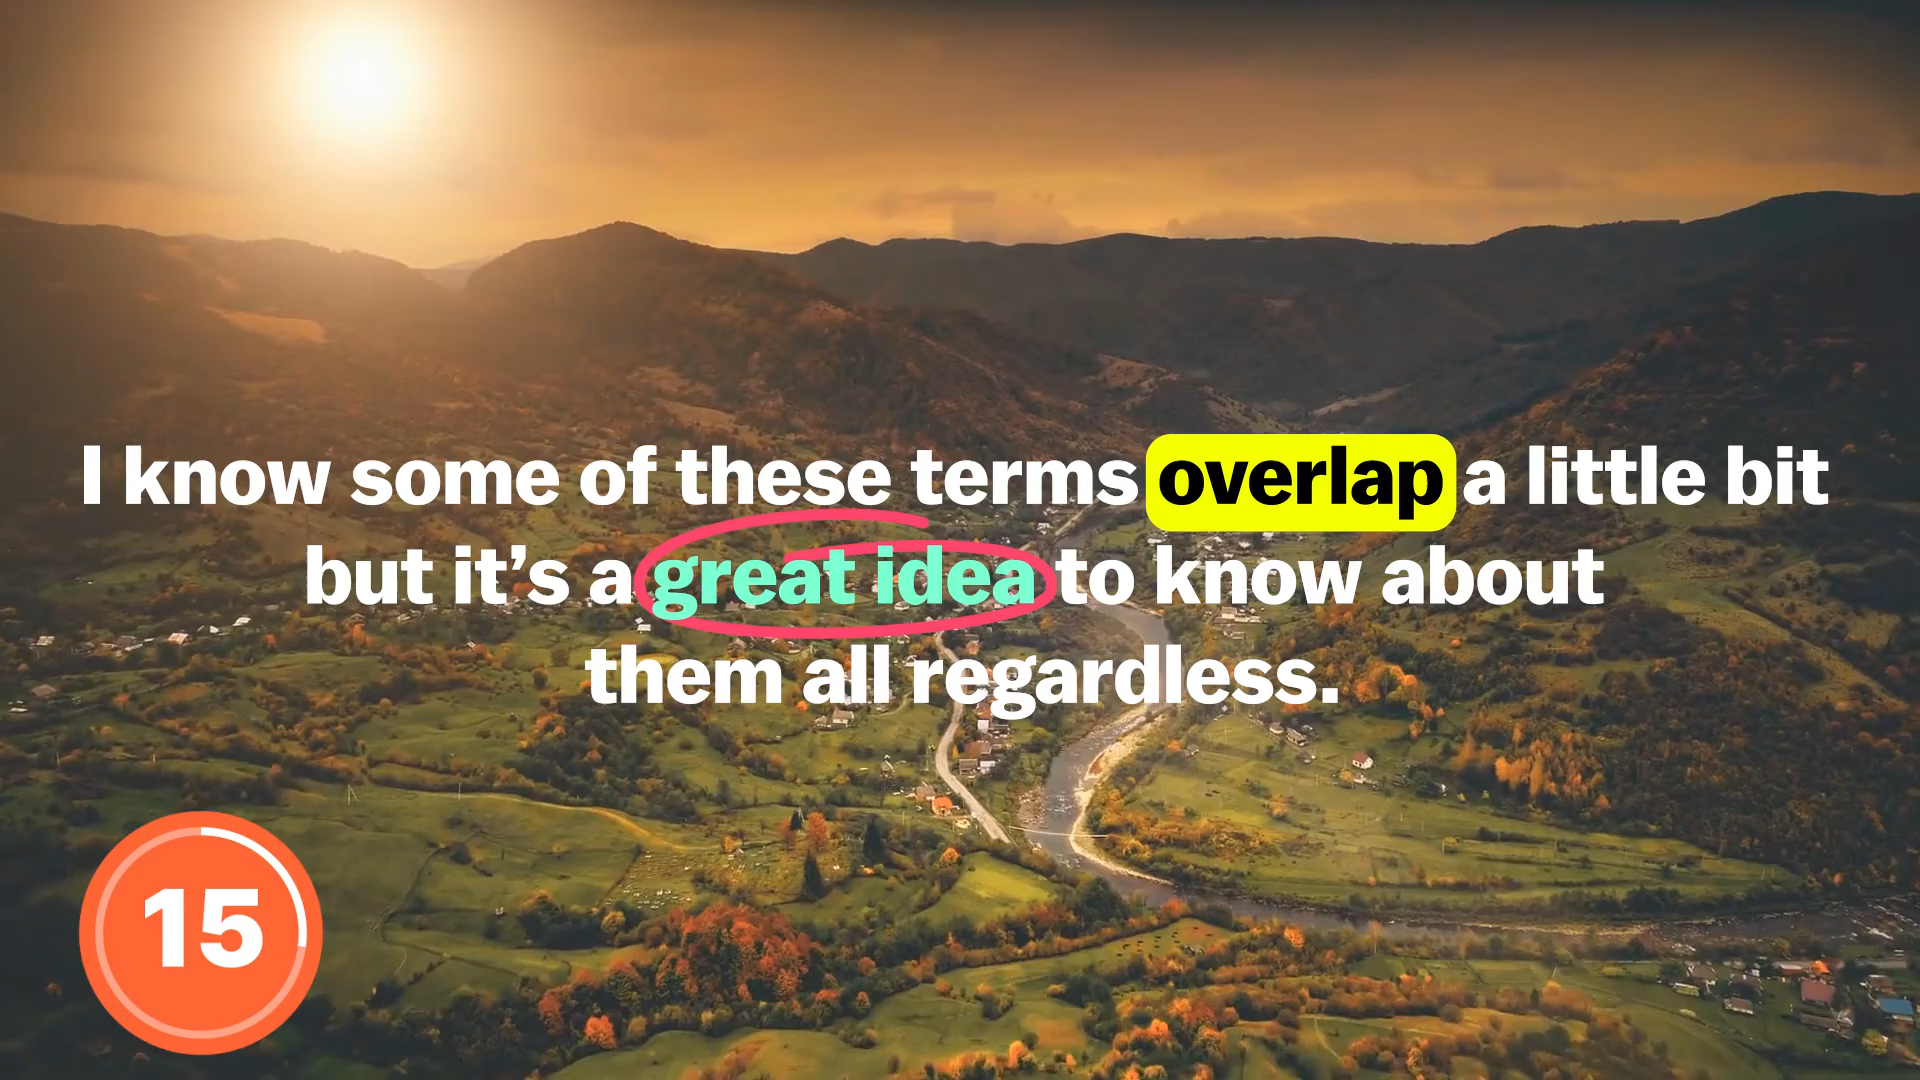 I know some of these terms overlap a little bit
but it’s a great idea to know about
them all regardless.
15